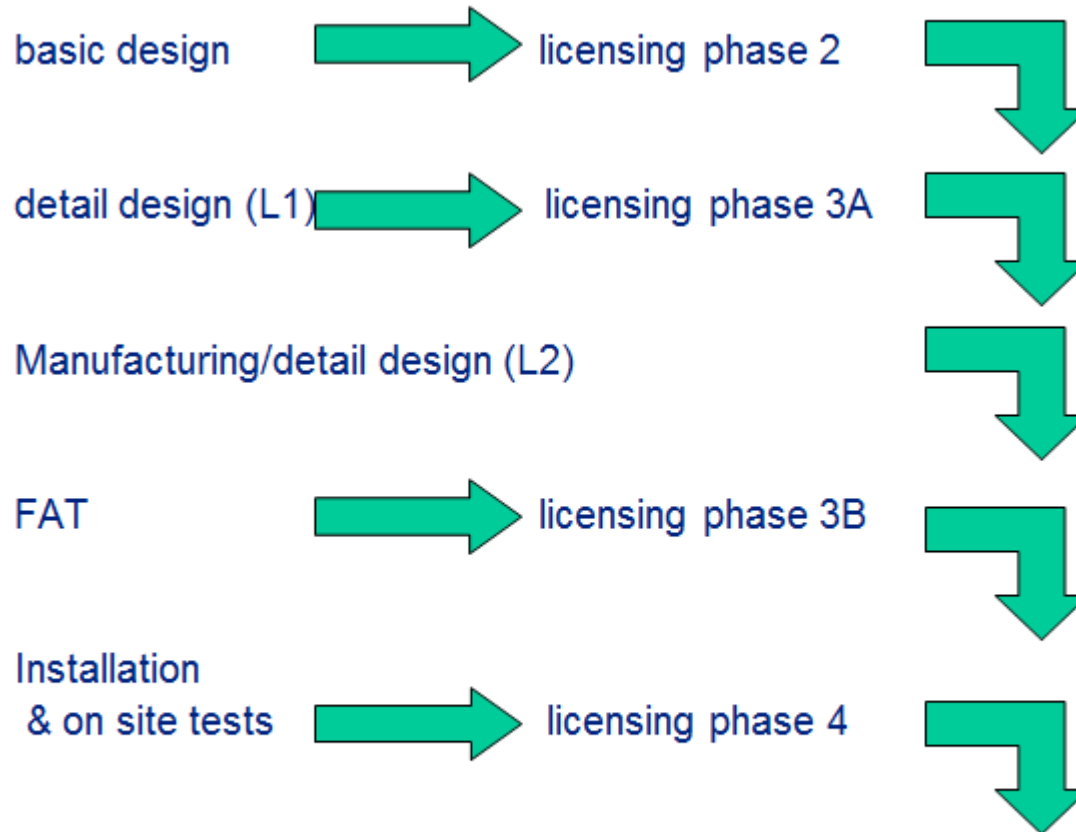 basic design licensing phase 2
detail design (L1) licensing phase 3A
Manufacturing/detail design (L2)
FAT licensing phase 3B
Installation
& on site tests licensing phase 4